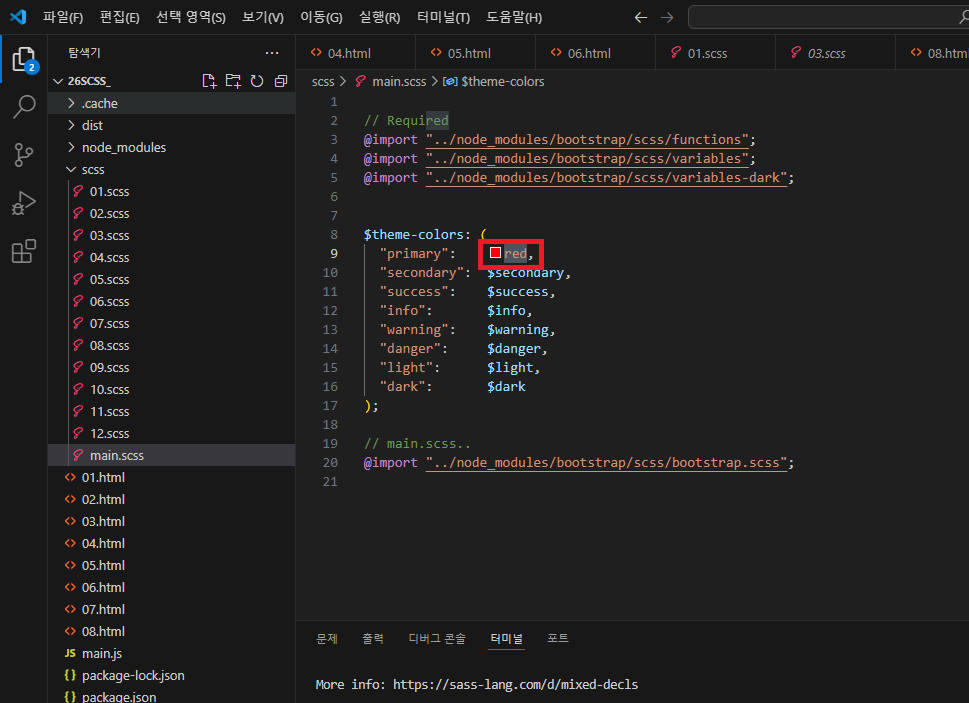 파일(F) 편집(E) 선택 영역(S) 보기(V) 이동(G) 실행(R) 터미널(T) 도움말(H)
탐색기 ···
04.html 05.html 06.html 01.scss 03.scss 08.htm
26SCSS_
scss > main.scss > $theme-colors
2
.cache
dist
node_modules
scss
01.scss
02.scss
03.scss
04.scss
05.scss
06.scss
07.scss
08.scss
09.scss
10.scss
11.scss
12.scss
main.scss
01.html
02.html
03.html
04.html
05.html
06.html
07.html
08.html
JS main.js
{} package-lock.json
{} package.json
1
2 // Required
3 @import "../node_modules/bootstrap/scss/functions";
4 @import "../node_modules/bootstrap/scss/variables";
5 @import "../node_modules/bootstrap/scss/variables-dark";
6
7
8 $theme-colors: (
9 "primary": red,
10 "secondary": $secondary,
11 "success": $success,
12 "info": $info,
13 "warning": $warning,
14 "danger": $danger,
15 "light": $light,
16 "dark": $dark
17 );
18
19 // main.scss..
20 @import "../node_modules/bootstrap/scss/bootstrap.scss";
21
문제 출력 디버그 콘솔 터미널 포트
More info: https://sass-lang.com/d/mixed-decls